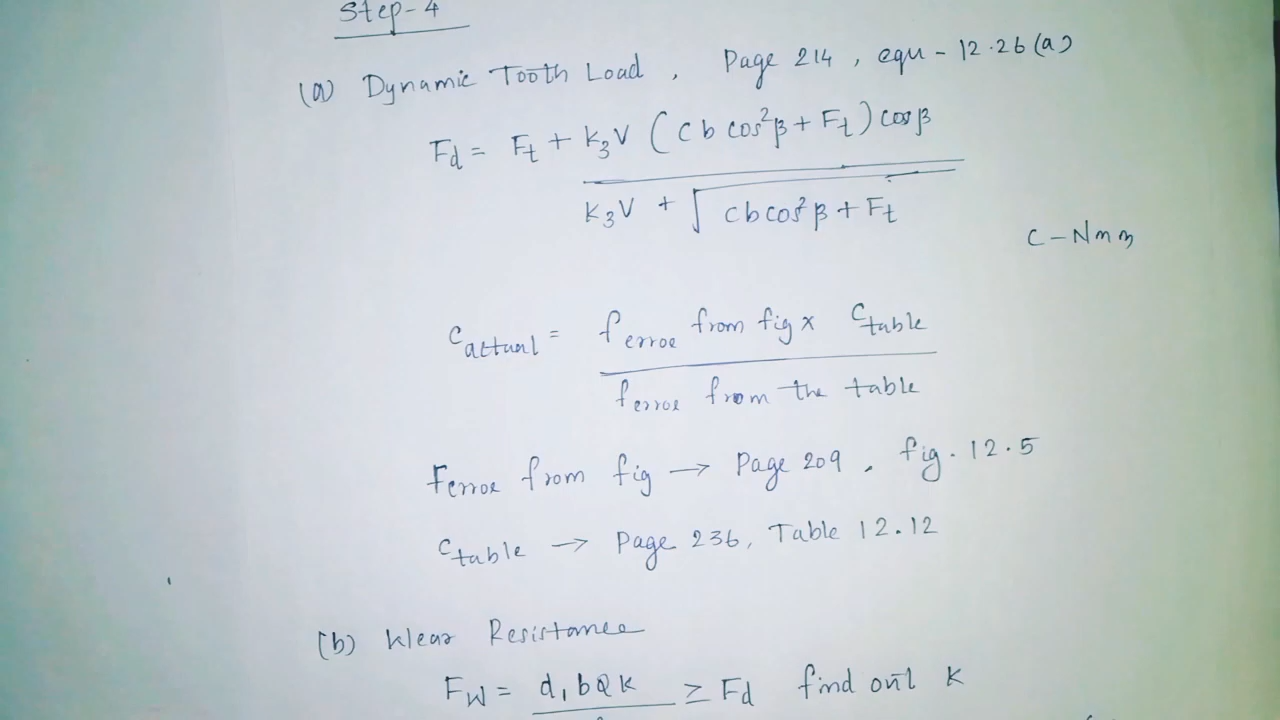 Step-4
(a) Dynamic Tooth Load , Page 214 , equ - 12.26(a)
Fd = Ft + k3V (Cb cos²β + Ft) cosβ
k3V + √ cb cos²β + Ft
C - Nmm
Cactual = ferror from fig x Ctable
ferror from the table
Ferror from fig → Page 209 , fig. 12.5
Ctable → Page 236, Table 12.12
(b) Wear Resistance
FW = d1bQK ≥ Fd find out K